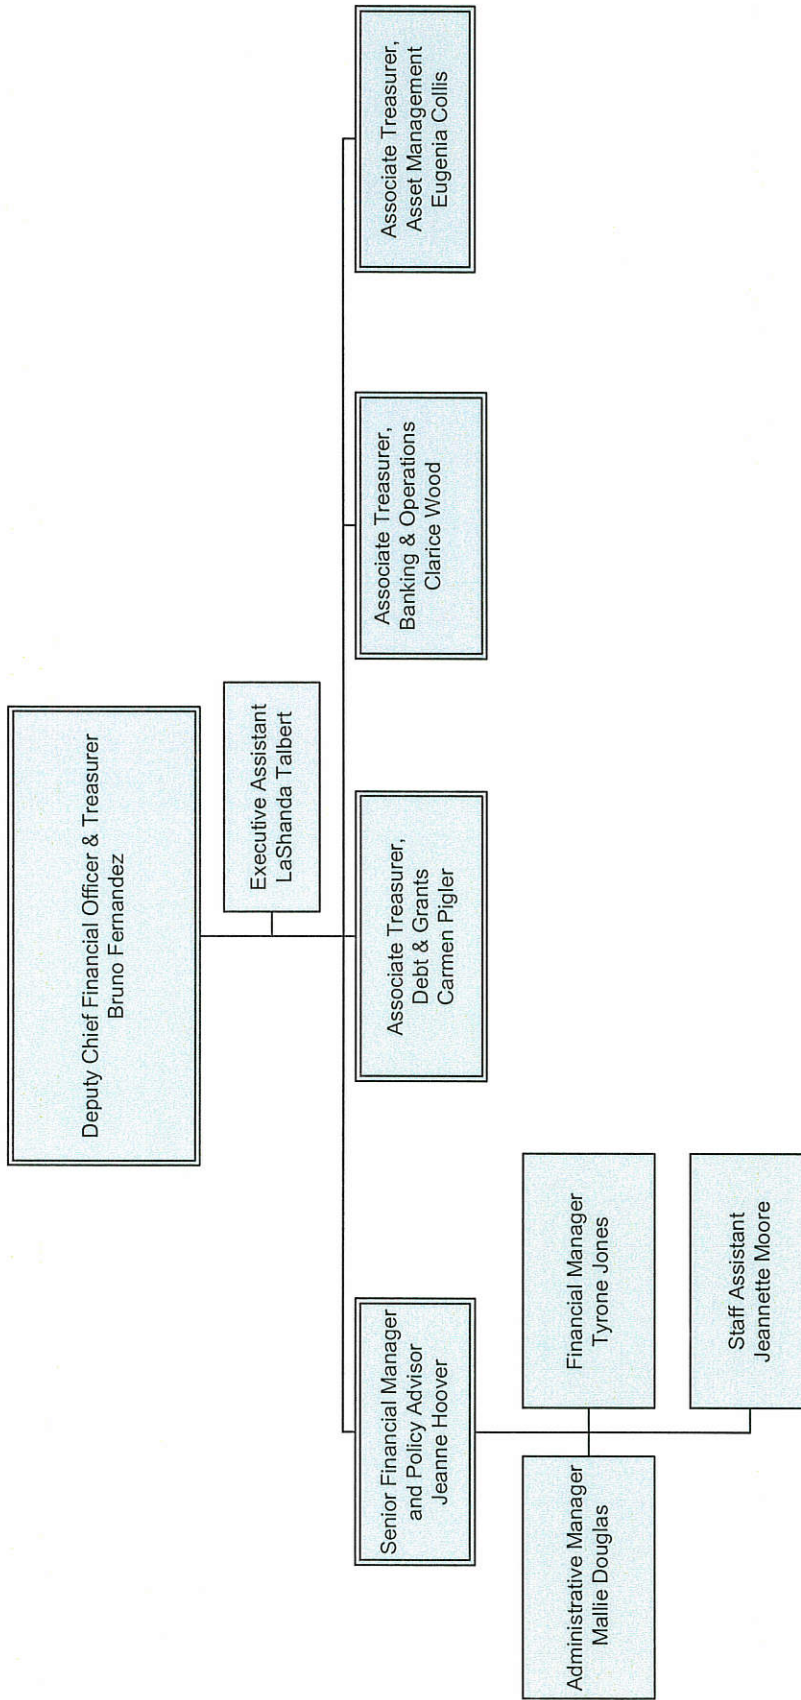 Deputy Chief Financial Officer & Treasurer
Bruno Fernandez
Executive Assistant
LaShanda Talbert
Senior Financial Manager
and Policy Advisor
Jeanne Hoover
Associate Treasurer,
Debt & Grants
Carmen Pigler
Associate Treasurer,
Banking & Operations
Clarice Wood
Associate Treasurer,
Asset Management
Eugenia Collis
Administrative Manager
Mallie Douglas
Financial Manager
Tyrone Jones
Staff Assistant
Jeannette Moore